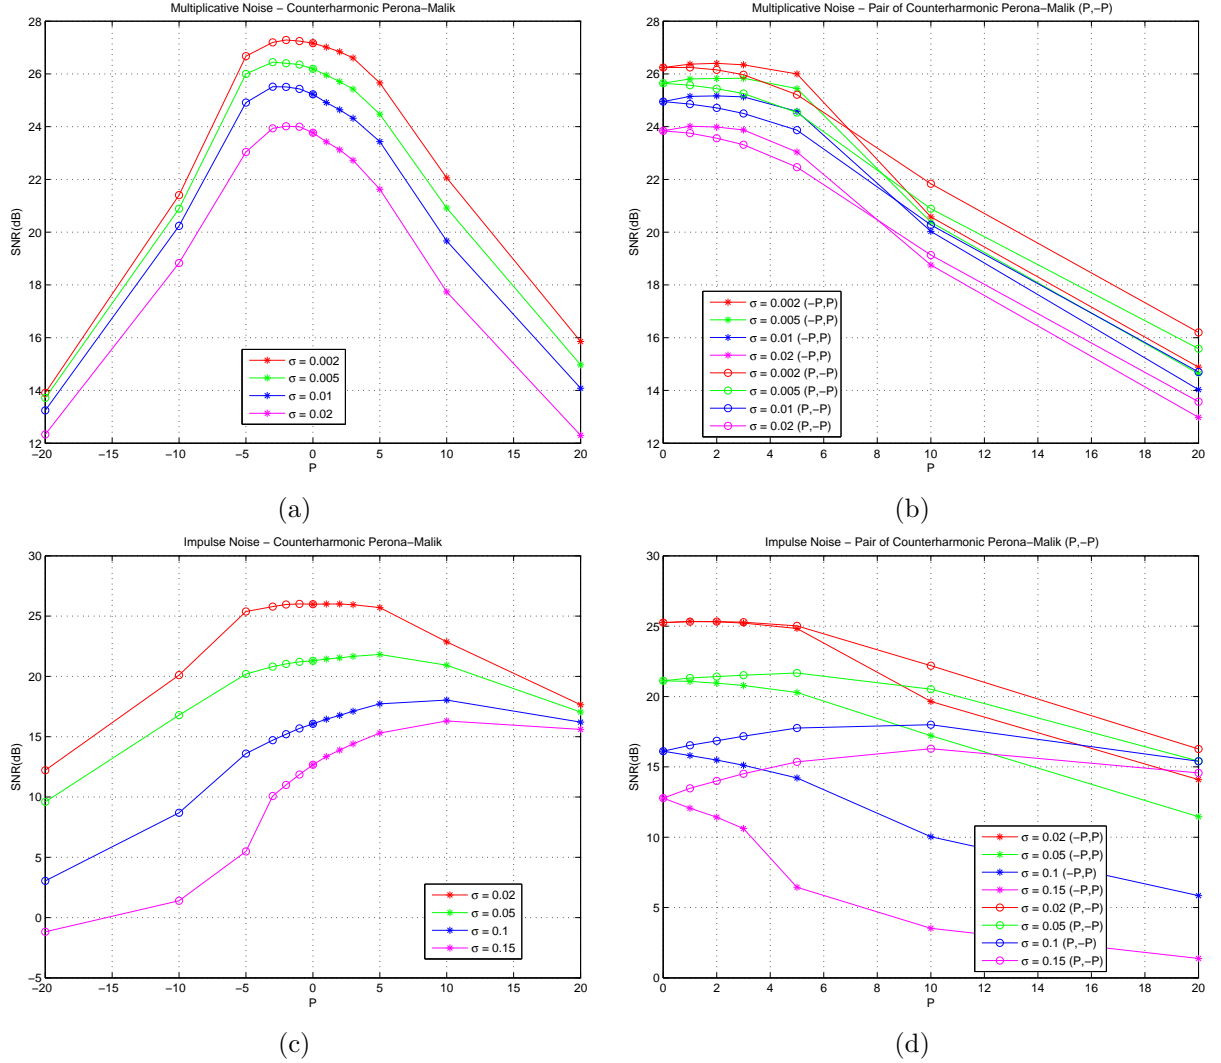 Multiplicative Noise − Counterharmonic Perona−Malik
28
26
24
22
20
18
16
14
12
SNR(dB)
σ = 0.002
σ = 0.005
σ = 0.01
σ = 0.02
−20 −15 −10 −5 0 5 10 15 20
P
(a)
Multiplicative Noise − Pair of Counterharmonic Perona−Malik (P,−P)
28
26
24
22
20
18
16
14
12
SNR(dB)
σ = 0.002 (−P,P)
σ = 0.005 (−P,P)
σ = 0.01 (−P,P)
σ = 0.02 (−P,P)
σ = 0.002 (P,−P)
σ = 0.005 (P,−P)
σ = 0.01 (P,−P)
σ = 0.02 (P,−P)
0 2 4 6 8 10 12 14 16 18 20
P
(b)
Impulse Noise − Counterharmonic Perona−Malik
30
25
20
15
10
5
0
−5
SNR(dB)
σ = 0.02
σ = 0.05
σ = 0.1
σ = 0.15
−20 −15 −10 −5 0 5 10 15 20
P
(c)
Impulse Noise − Pair of Counterharmonic Perona−Malik (P,−P)
30
25
20
15
10
5
0
SNR(dB)
σ = 0.02 (−P,P)
σ = 0.05 (−P,P)
σ = 0.1 (−P,P)
σ = 0.15 (−P,P)
σ = 0.02 (P,−P)
σ = 0.05 (P,−P)
σ = 0.1 (P,−P)
σ = 0.15 (P,−P)
0 2 4 6 8 10 12 14 16 18 20
P
(d)